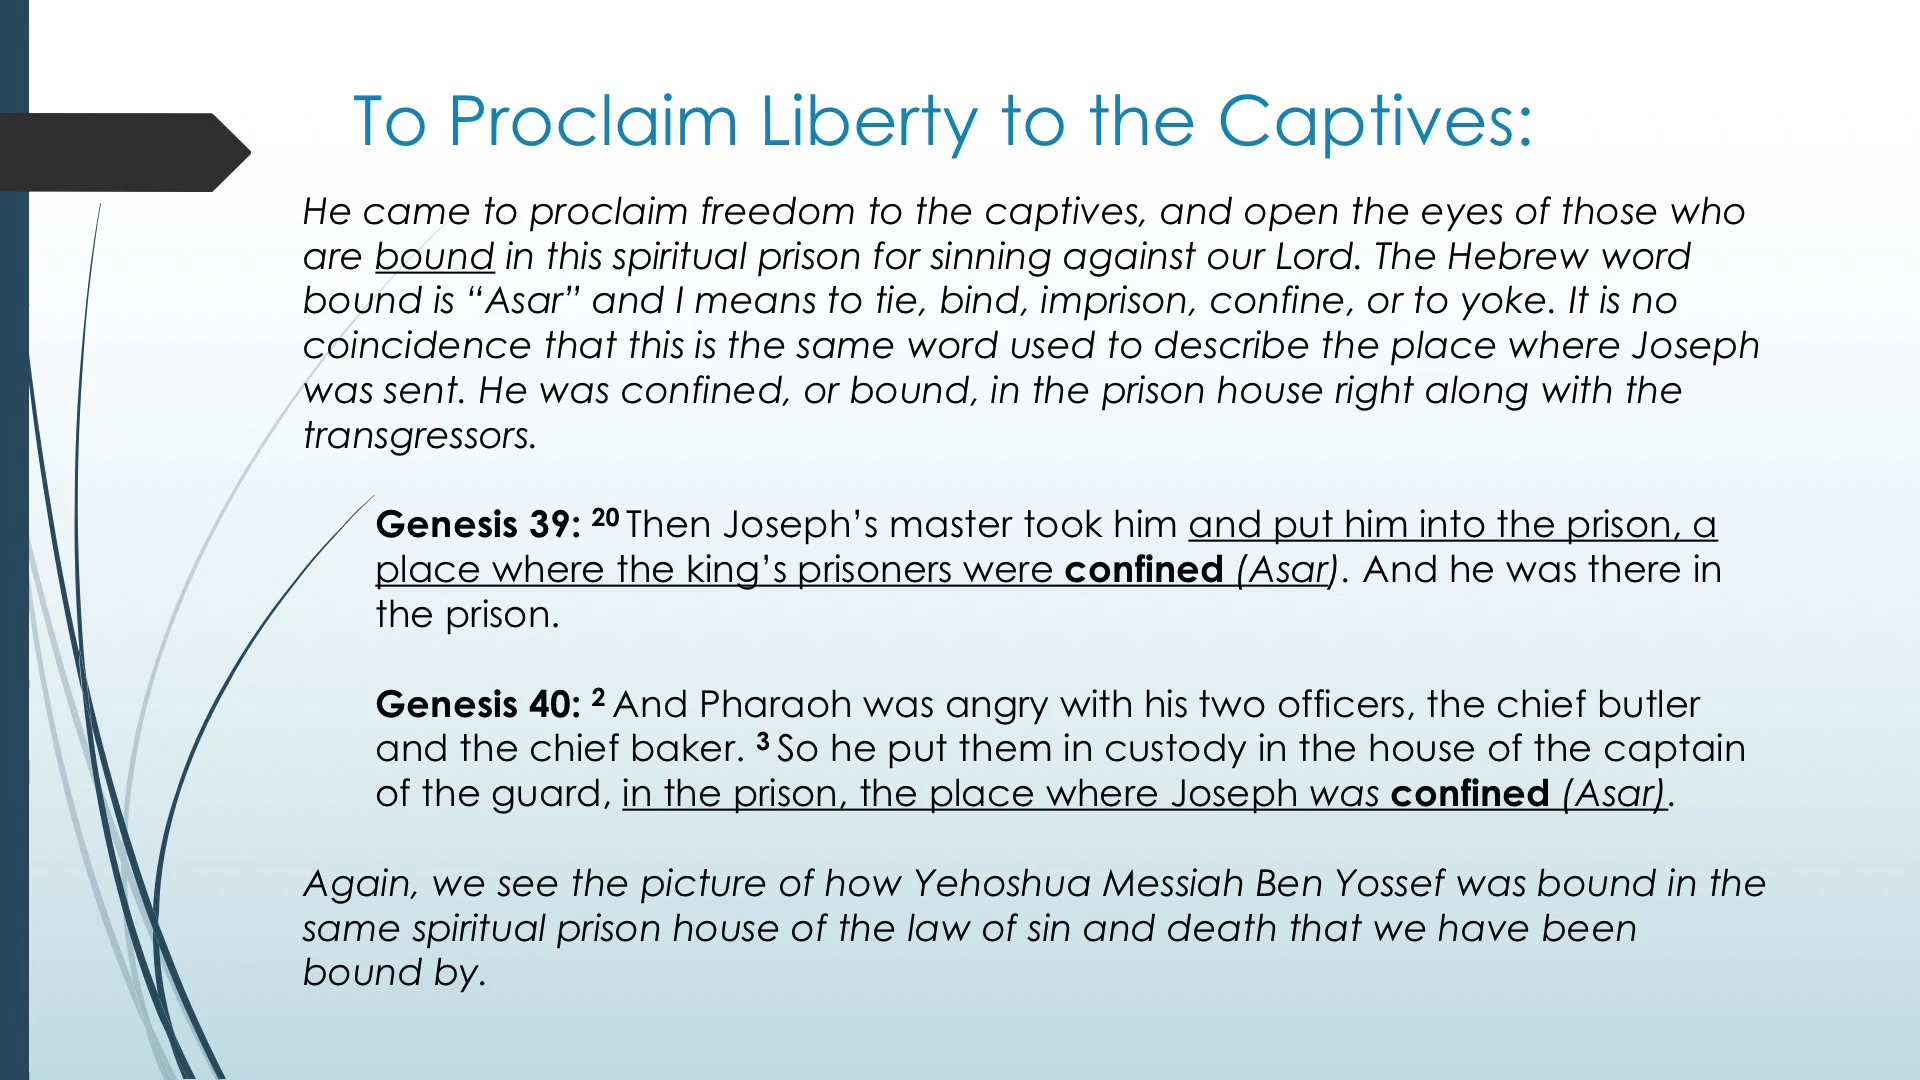 To Proclaim Liberty to the Captives:
He came to proclaim freedom to the captives, and open the eyes of those who
are bound in this spiritual prison for sinning against our Lord. The Hebrew word
bound is “Asar” and I means to tie, bind, imprison, confine, or to yoke. It is no
coincidence that this is the same word used to describe the place where Joseph
was sent. He was confined, or bound, in the prison house right along with the
transgressors.
Genesis 39: 20 Then Joseph’s master took him and put him into the prison, a
place where the king’s prisoners were confined (Asar). And he was there in
the prison.
Genesis 40: 2 And Pharaoh was angry with his two officers, the chief butler
and the chief baker. 3 So he put them in custody in the house of the captain
of the guard, in the prison, the place where Joseph was confined (Asar).
Again, we see the picture of how Yehoshua Messiah Ben Yossef was bound in the
same spiritual prison house of the law of sin and death that we have been
bound by.